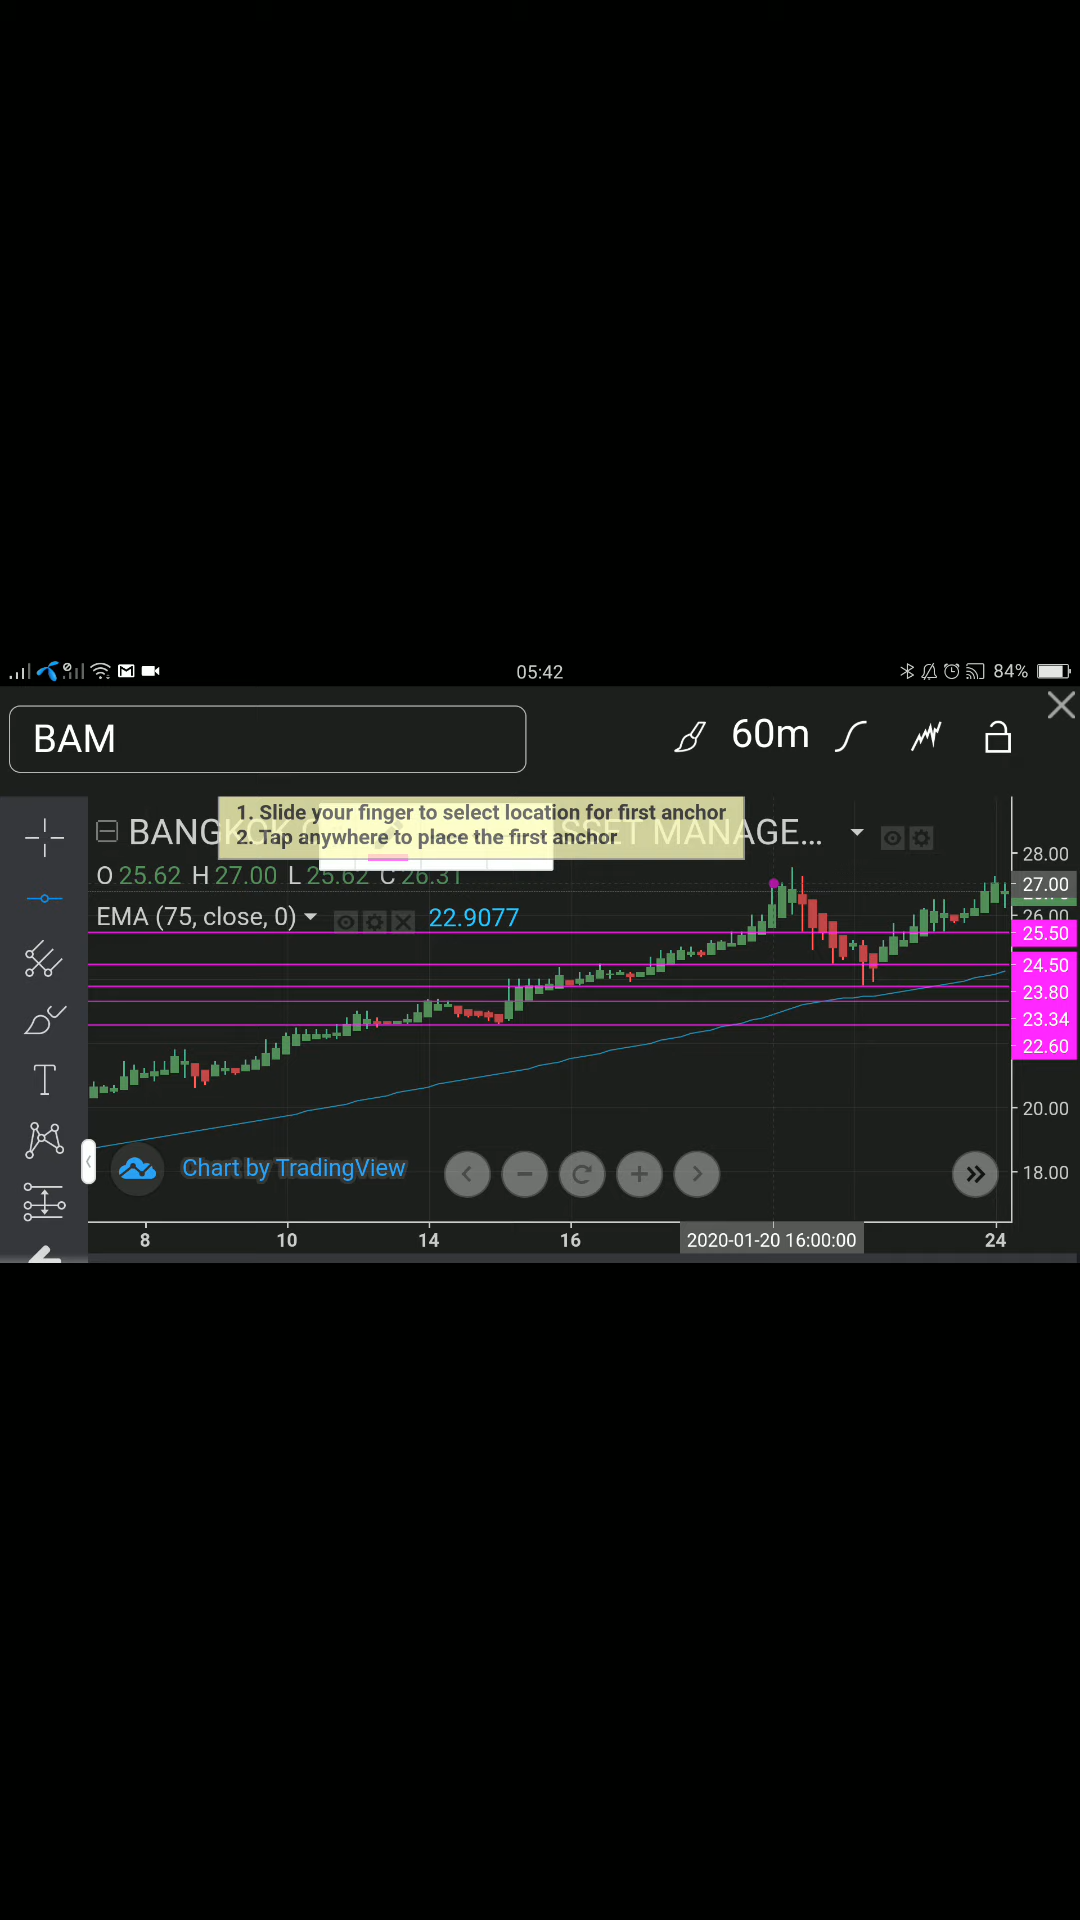 05:42
84%
BAM
60m
1. Slide your finger to select location for first anchor
2. Tap anywhere to place the first anchor
MANAGE...
O 25.62 H 27.00 L 25.62 C 26.31
EMA (75, close, 0)
22.9077
28.00
27.00
26.00
25.50
24.50
23.80
23.34
22.60
20.00
18.00
T
Chart by TradingView
8
10
14
16
2020-01-20 16:00:00
24